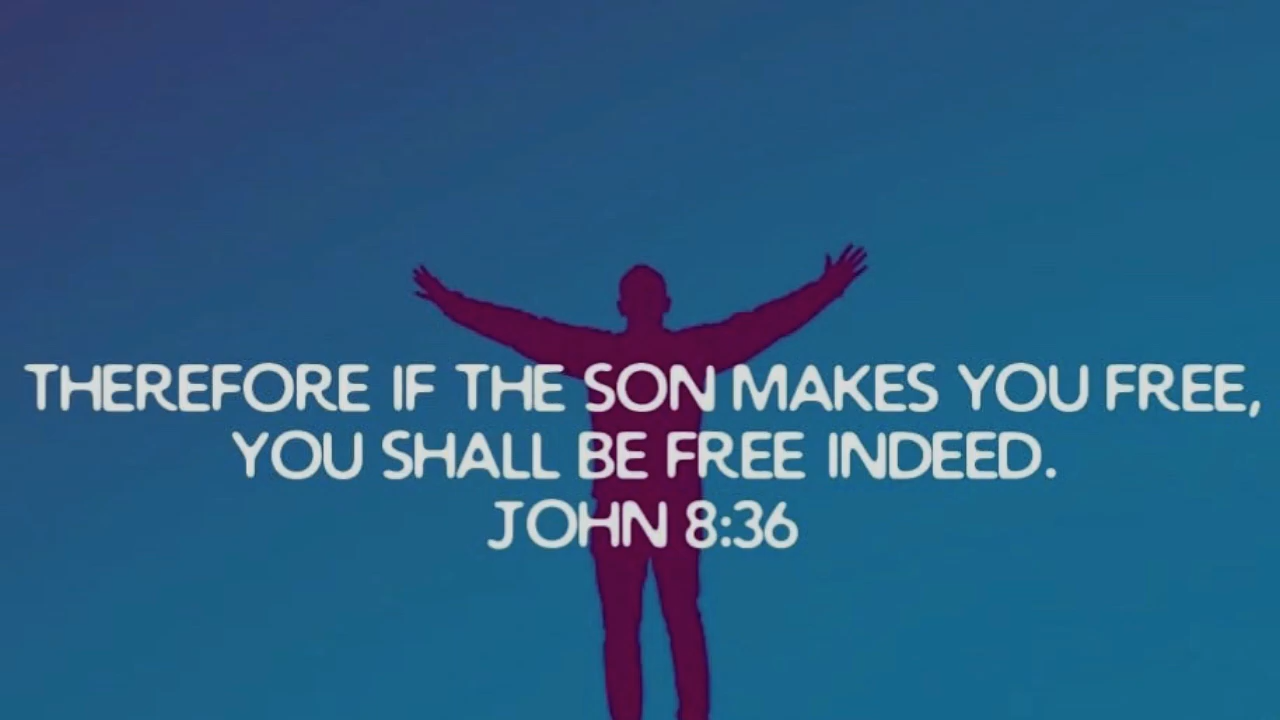 THEREFORE IF THE SON MAKES YOU FREE,
YOU SHALL BE FREE INDEED.
JOHN 8:36